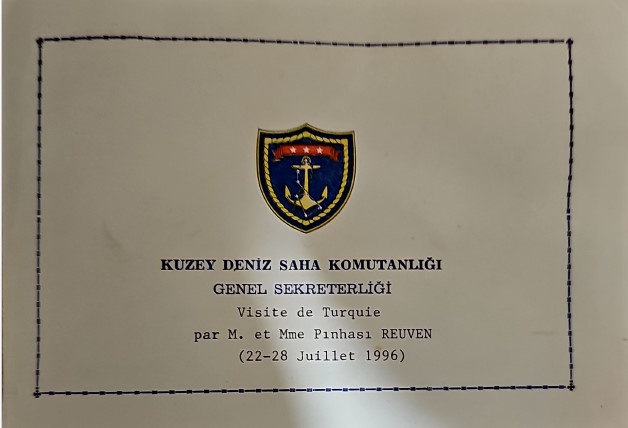 KUZEY DENİZ SAHA KOMUTANLIĞI
GENEL SEKRETERLİĞİ
Visite de Turquie
par M. et Mme Pınhası REUVEN
(22-28 Juillet 1996)